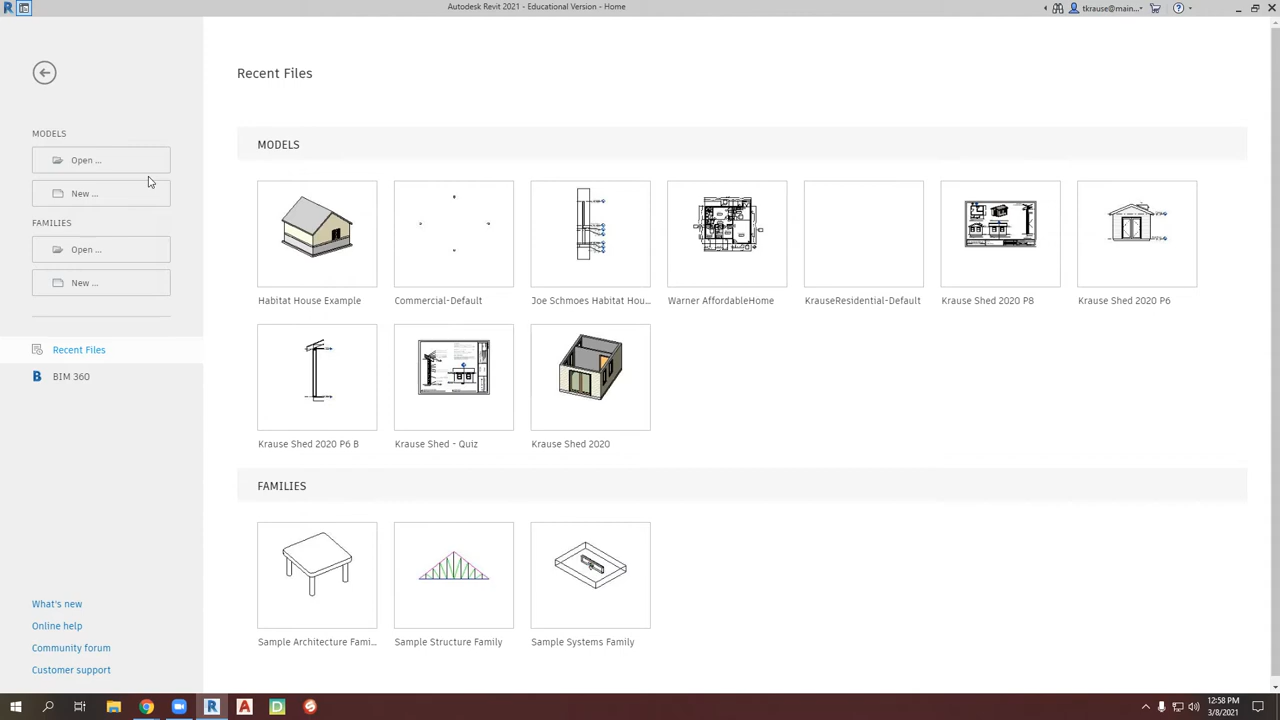 Autodesk Revit 2021 - Educational Version - Home
tkrause@main...
Recent Files
MODELS
Open ...
New ...
FAMILIES
Open ...
New ...
Recent Files
BIM 360
What's new
Online help
Community forum
Customer support
MODELS
Habitat House Example
Commercial-Default
Joe Schmoes Habitat Hou...
Warner AffordableHome
KrauseResidential-Default
Krause Shed 2020 P8
Krause Shed 2020 P6
Krause Shed 2020 P6 B
Krause Shed - Quiz
Krause Shed 2020
FAMILIES
Sample Architecture Fami...
Sample Structure Family
Sample Systems Family
12:58 PM
3/8/2021